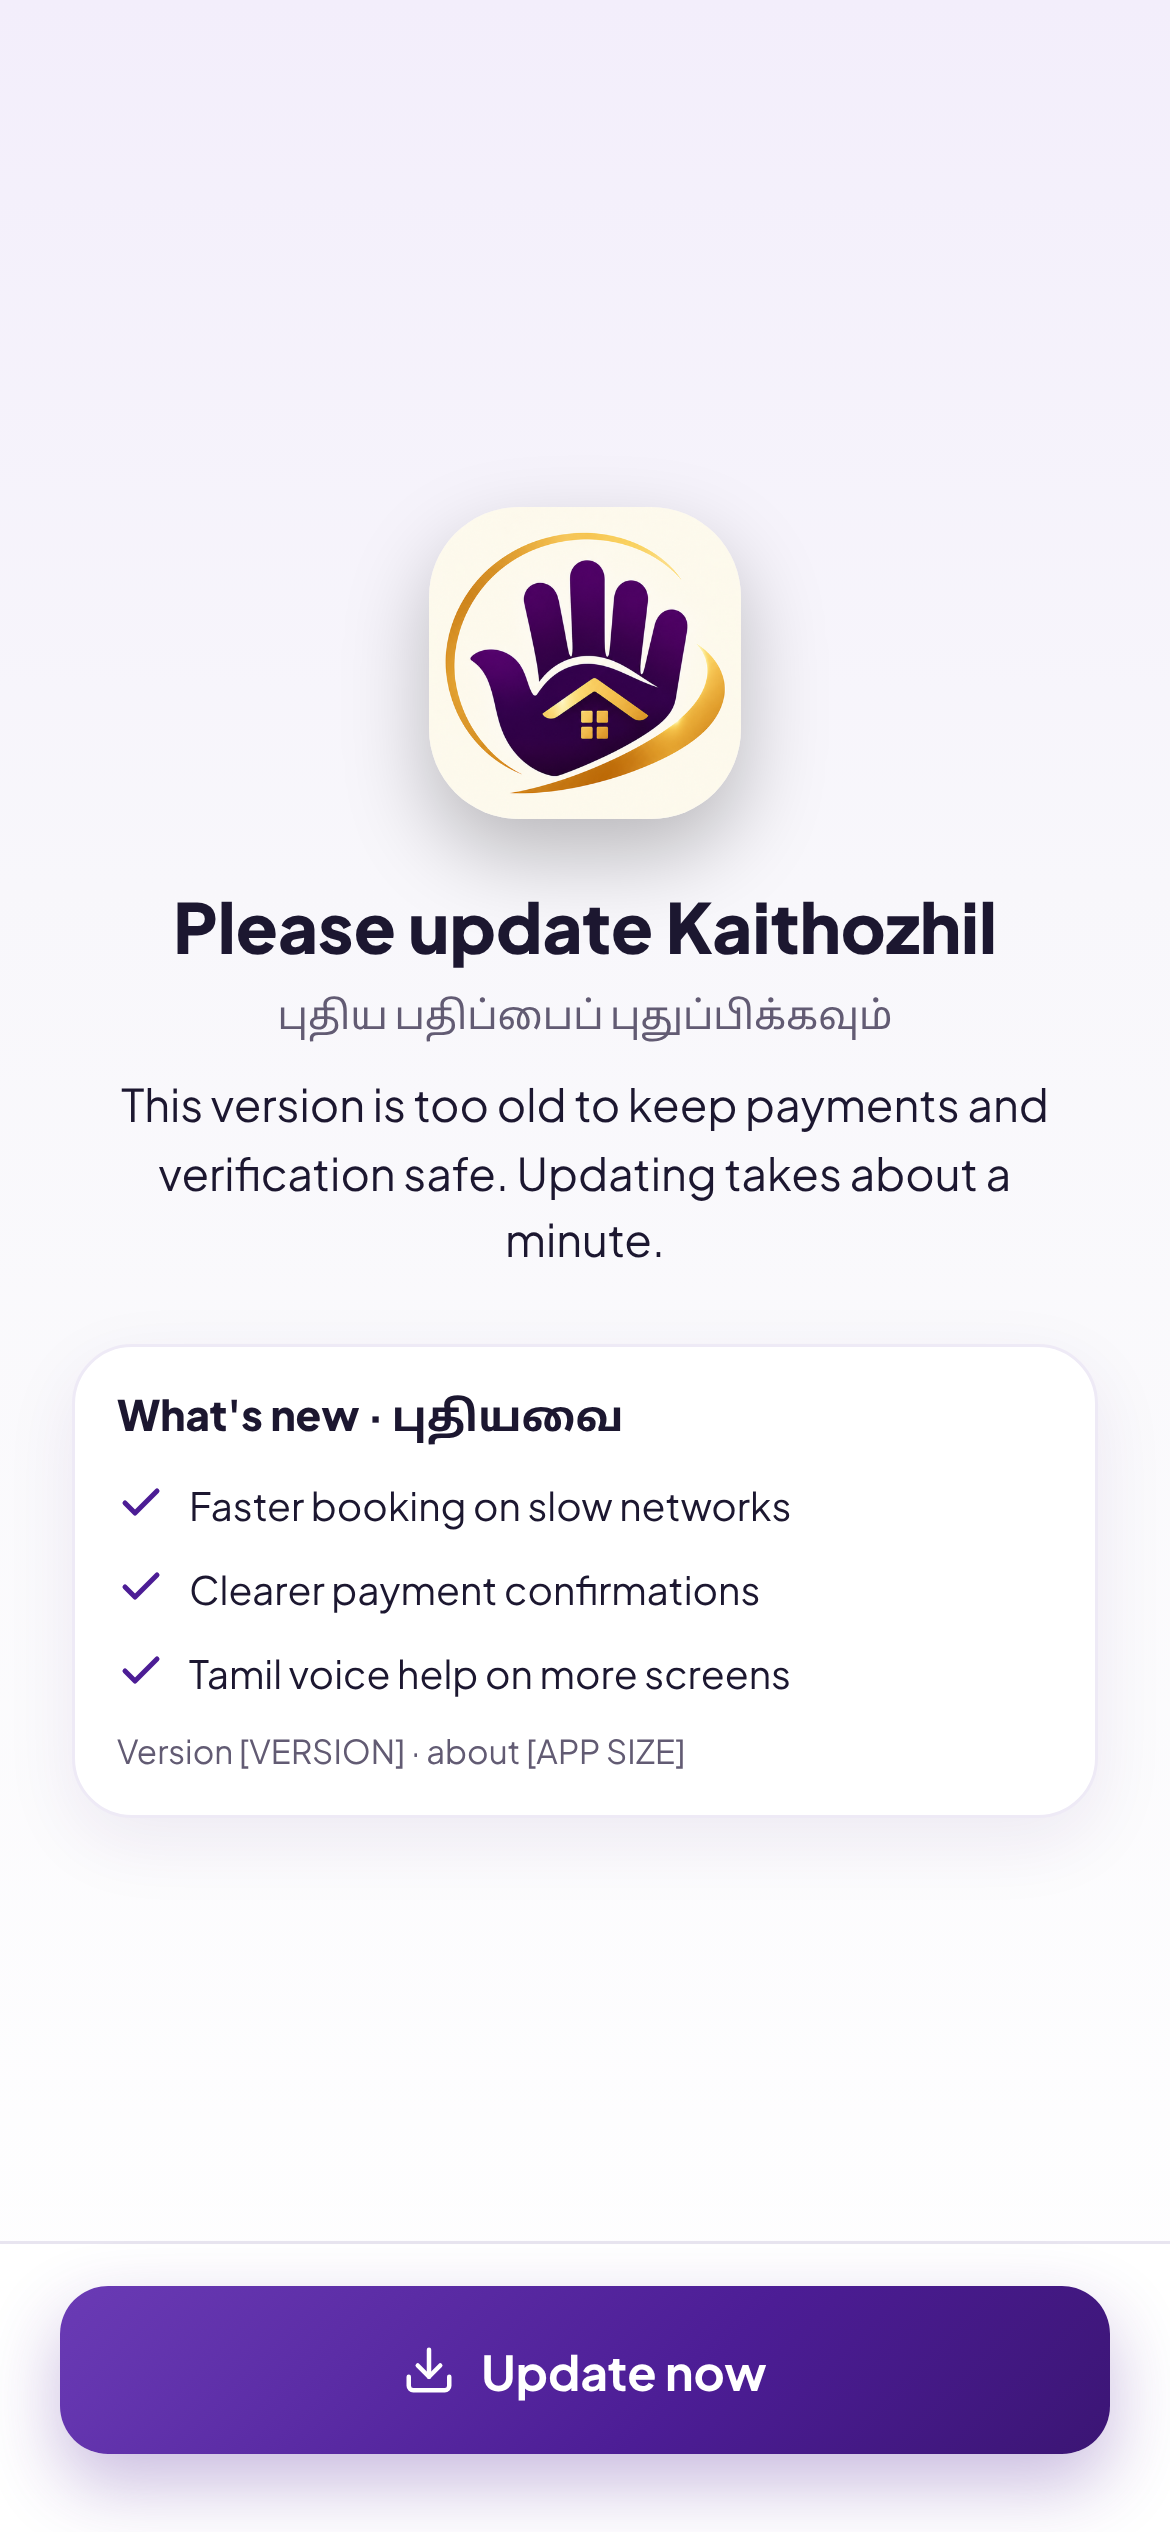 Please update Kaithozhil
புதிய பதிப்பைப் புதுப்பிக்கவும்
This version is too old to keep payments and
verification safe. Updating takes about a
minute.
What's new · புதியவை
Faster booking on slow networks
Clearer payment confirmations
Tamil voice help on more screens
Version [VERSION] · about [APP SIZE]
Update now